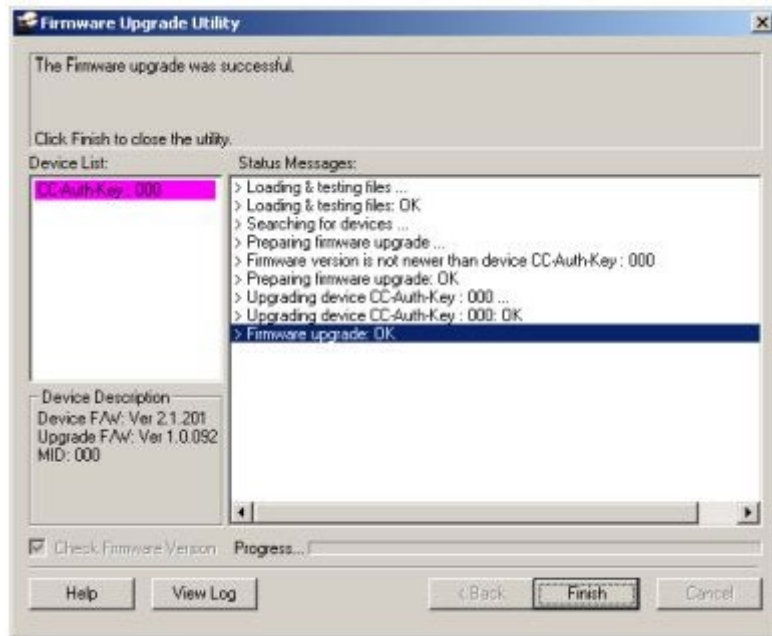 Firmware Upgrade Utility
The Firmware upgrade was successful.
Click Finish to close the utility.
Device List:
Status Messages:
CC-Auth-Key : 000
> Loading & testing files ...
> Loading & testing files: OK
> Searching for devices ...
> Preparing firmware upgrade ...
> Firmware version is not newer than device CC-Auth-Key : 000
> Preparing firmware upgrade: OK
> Upgrading device CC-Auth-Key : 000 ...
> Upgrading device CC-Auth-Key : 000: OK
> Firmware upgrade: OK
Device Description
Device F/W: Ver 2.1.201
Upgrade F/W: Ver 1.0.092
MID: 000
Check Firmware Version
Progress...
Help
View Log
< Back
Finish
Cancel